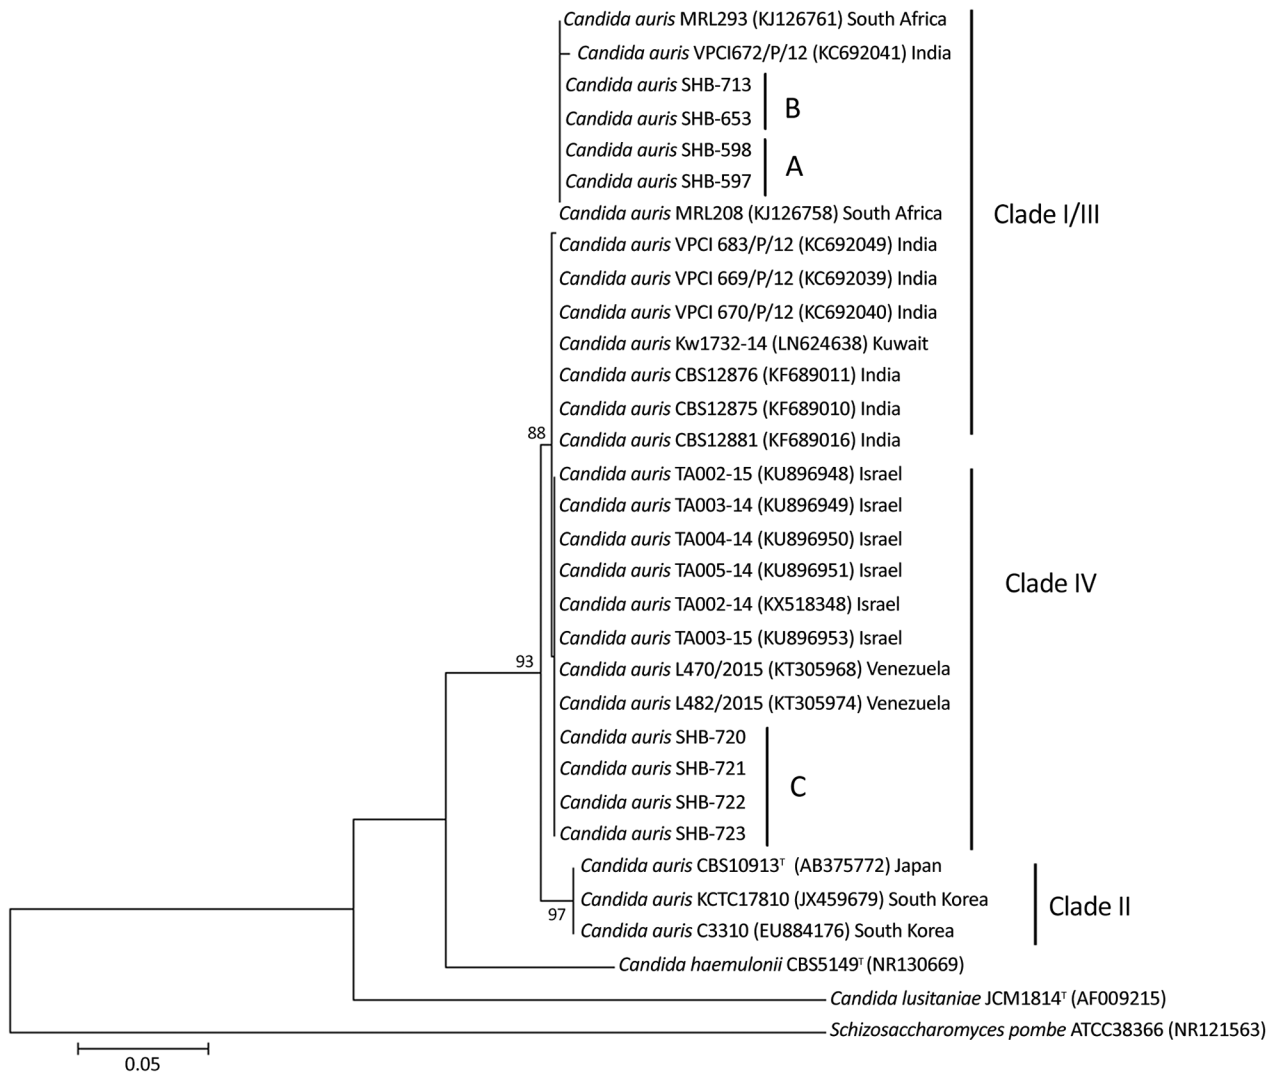 Candida auris MRL293 (KJ126761) South Africa
Candida auris VPCI672/P/12 (KC692041) India
Candida auris SHB-713
B
Candida auris SHB-653
Candida auris SHB-598
A
Candida auris SHB-597
Candida auris MRL208 (KJ126758) South Africa
Clade I/III
Candida auris VPCI 683/P/12 (KC692049) India
Candida auris VPCI 669/P/12 (KC692039) India
Candida auris VPCI 670/P/12 (KC692040) India
Candida auris Kw1732-14 (LN624638) Kuwait
Candida auris CBS12876 (KF689011) India
Candida auris CBS12875 (KF689010) India
88
Candida auris CBS12881 (KF689016) India
Candida auris TA002-15 (KU896948) Israel
Candida auris TA003-14 (KU896949) Israel
Candida auris TA004-14 (KU896950) Israel
Candida auris TA005-14 (KU896951) Israel
Clade IV
Candida auris TA002-14 (KX518348) Israel
Candida auris TA003-15 (KU896953) Israel
93
Candida auris L470/2015 (KT305968) Venezuela
Candida auris L482/2015 (KT305974) Venezuela
Candida auris SHB-720
Candida auris SHB-721
C
Candida auris SHB-722
Candida auris SHB-723
Candida auris CBS10913ᵀ (AB375772) Japan
Candida auris KCTC17810 (JX459679) South Korea
Clade II
97
Candida auris C3310 (EU884176) South Korea
Candida haemulonii CBS5149ᵀ (NR130669)
Candida lusitaniae JCM1814ᵀ (AF009215)
Schizosaccharomyces pombe ATCC38366 (NR121563)
0.05